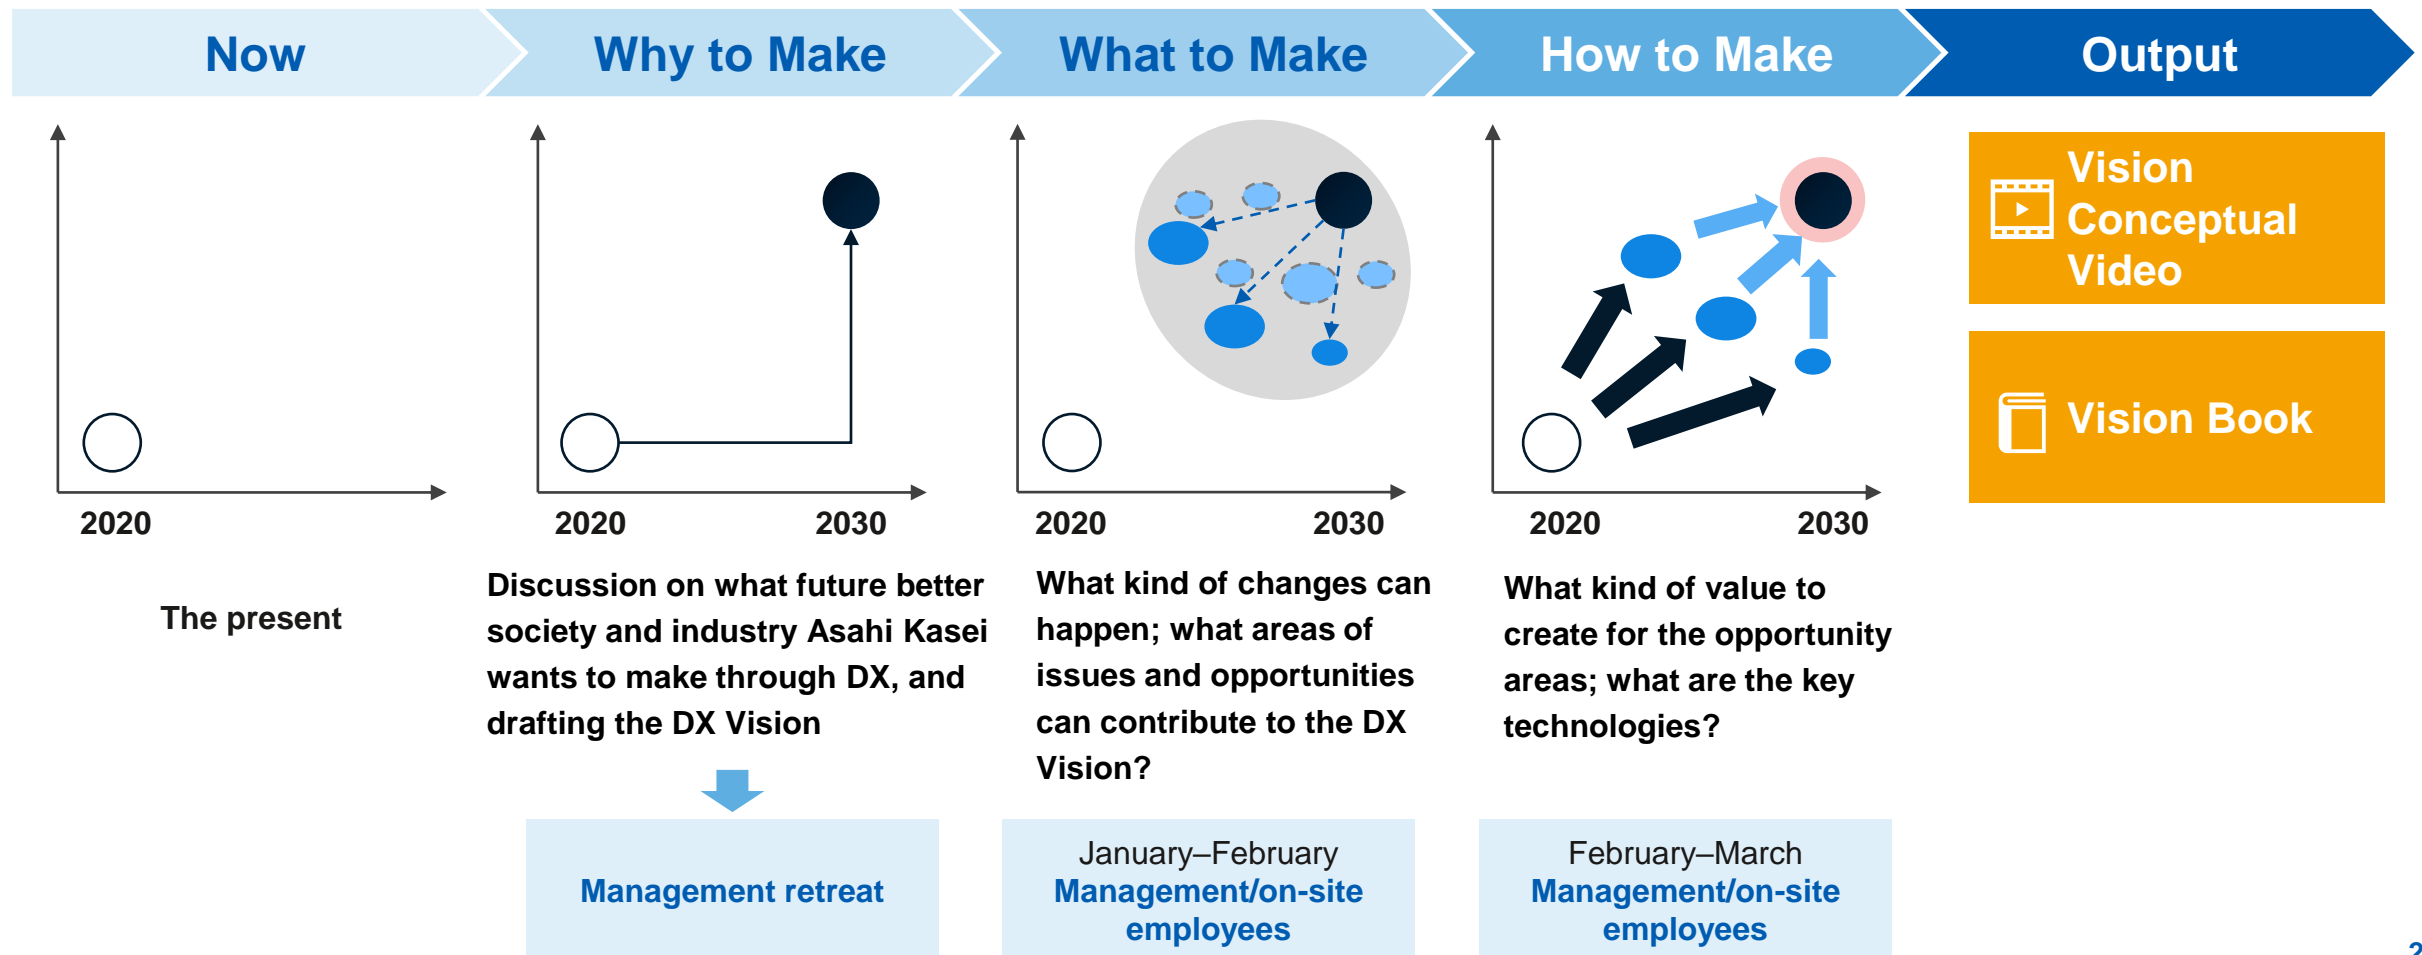 Now
Why to Make
What to Make
How to Make
Output
2020
2020
2030
2020
2030
2020
2030
Vision
Conceptual
Video
Vision Book
The present
Discussion on what future better
society and industry Asahi Kasei
wants to make through DX, and
drafting the DX Vision
What kind of changes can
happen; what areas of
issues and opportunities
can contribute to the DX
Vision?
What kind of value to
create for the opportunity
areas; what are the key
technologies?
Management retreat
January–February
Management/on-site
employees
February–March
Management/on-site
employees